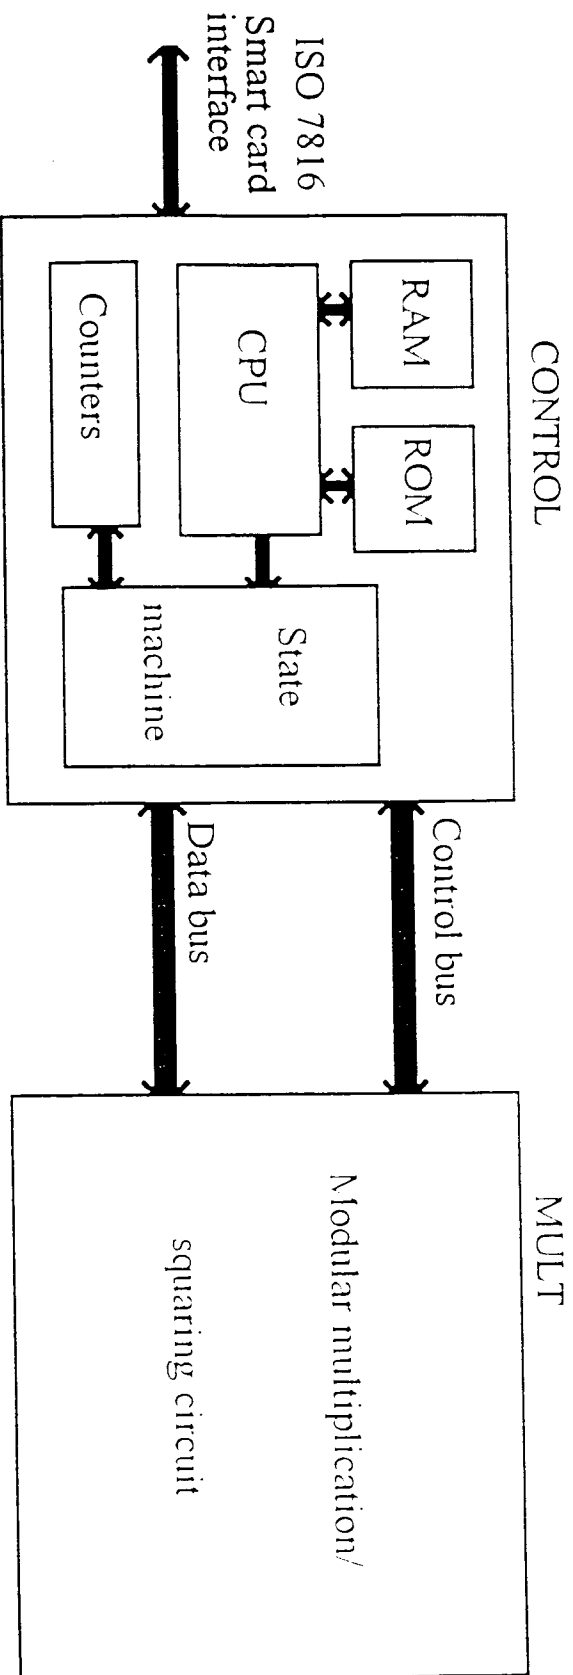 CONTROL
MULT
ISO 7816
Smart card
interface
RAM
ROM
CPU
Counters
State
machine
Control bus
Data bus
Modular multiplication/
squaring circuit